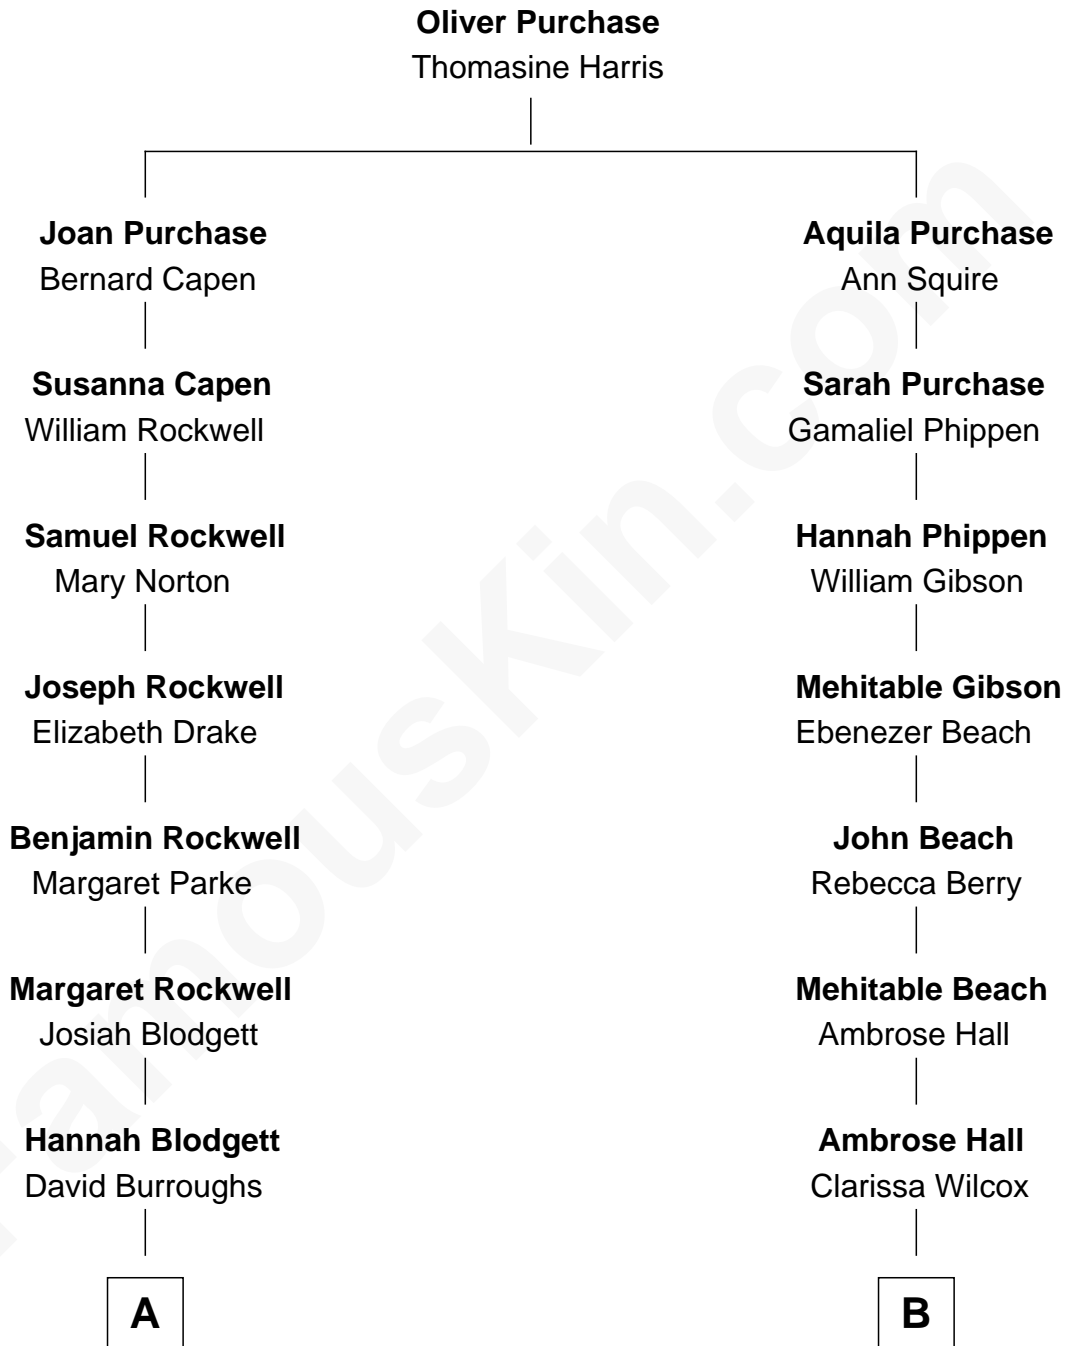 Oliver Purchase
Thomasine Harris
Joan Purchase
Bernard Capen
Aquila Purchase
Ann Squire
Susanna Capen
William Rockwell
Sarah Purchase
Gamaliel Phippen
Samuel Rockwell
Mary Norton
Hannah Phippen
William Gibson
Joseph Rockwell
Elizabeth Drake
Mehitable Gibson
Ebenezer Beach
Benjamin Rockwell
Margaret Parke
John Beach
Rebecca Berry
Margaret Rockwell
Josiah Blodgett
Mehitable Beach
Ambrose Hall
Hannah Blodgett
David Burroughs
Ambrose Hall
Clarissa Wilcox
A
B
FamousKin.com